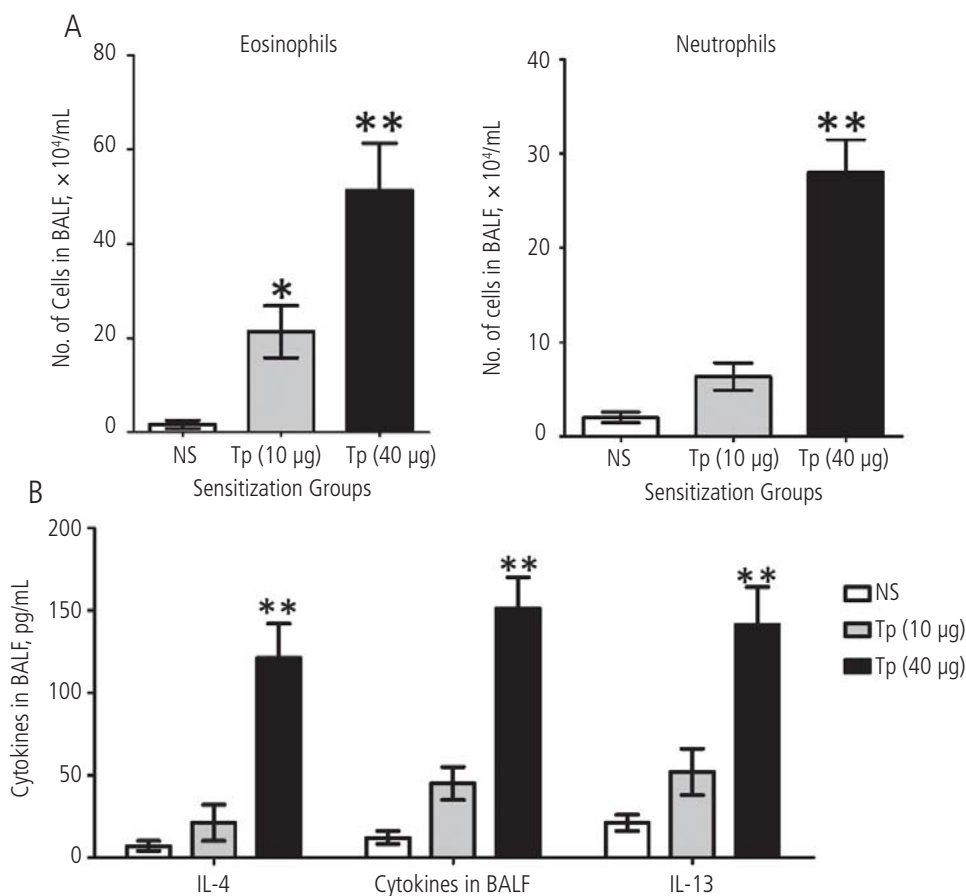 A
Eosinophils
80
60
40
20
0
No. of Cells in BALF, × 10⁴/mL
**
*
NS Tp (10 µg) Tp (40 µg)
Sensitization Groups
Neutrophils
40
30
20
10
0
No. of cells in BALF, × 10⁴/mL
**
NS Tp (10 µg) Tp (40 µg)
Sensitization Groups
B
200
150
100
50
0
Cytokines in BALF, pg/mL
**
**
**
IL-4 Cytokines in BALF IL-13
NS
Tp (10 µg)
Tp (40 µg)